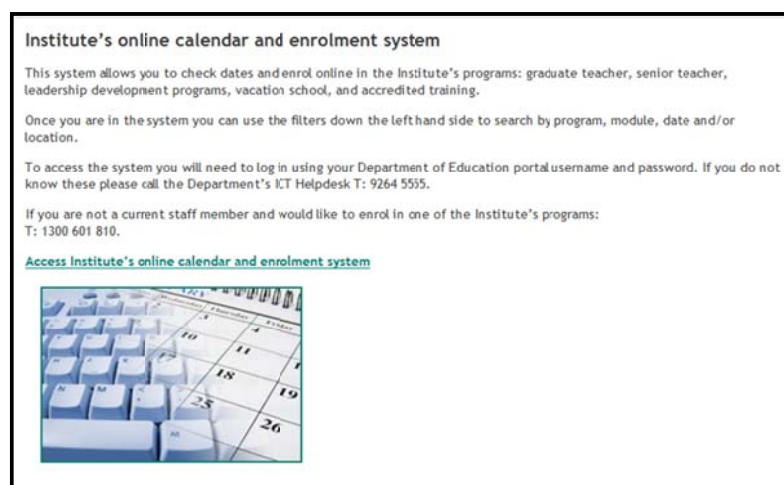 Institute's online calendar and enrolment system
This system allows you to check dates and enrol online in the Institute's programs: graduate teacher, senior teacher,
leadership development programs, vacation school, and accredited training.
Once you are in the system you can use the filters down the left hand side to search by program, module, date and/or
location.
To access the system you will need to log in using your Department of Education portal username and password. If you do not
know these please call the Department's ICT Helpdesk T: 9264 5555.
If you are not a current staff member and would like to enrol in one of the Institute's programs:
T: 1300 601 810.
Access Institute's online calendar and enrolment system
Wednesday Thursday Friday
3 4
10 11
17 18 19
25 26
N M